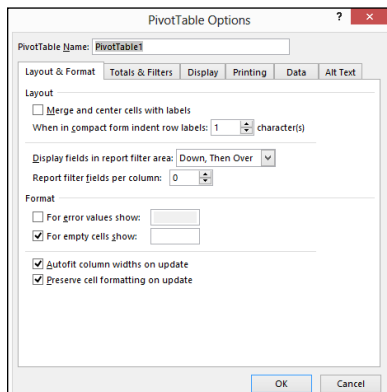 PivotTable Options ? ×
PivotTable Name: PivotTable1
Layout & Format Totals & Filters Display Printing Data Alt Text
Layout
Merge and center cells with labels
When in compact form indent row labels: 1 character(s)
Display fields in report filter area: Down, Then Over
Report filter fields per column: 0
Format
For error values show:
For empty cells show:
Autofit column widths on update
Preserve cell formatting on update
OK Cancel